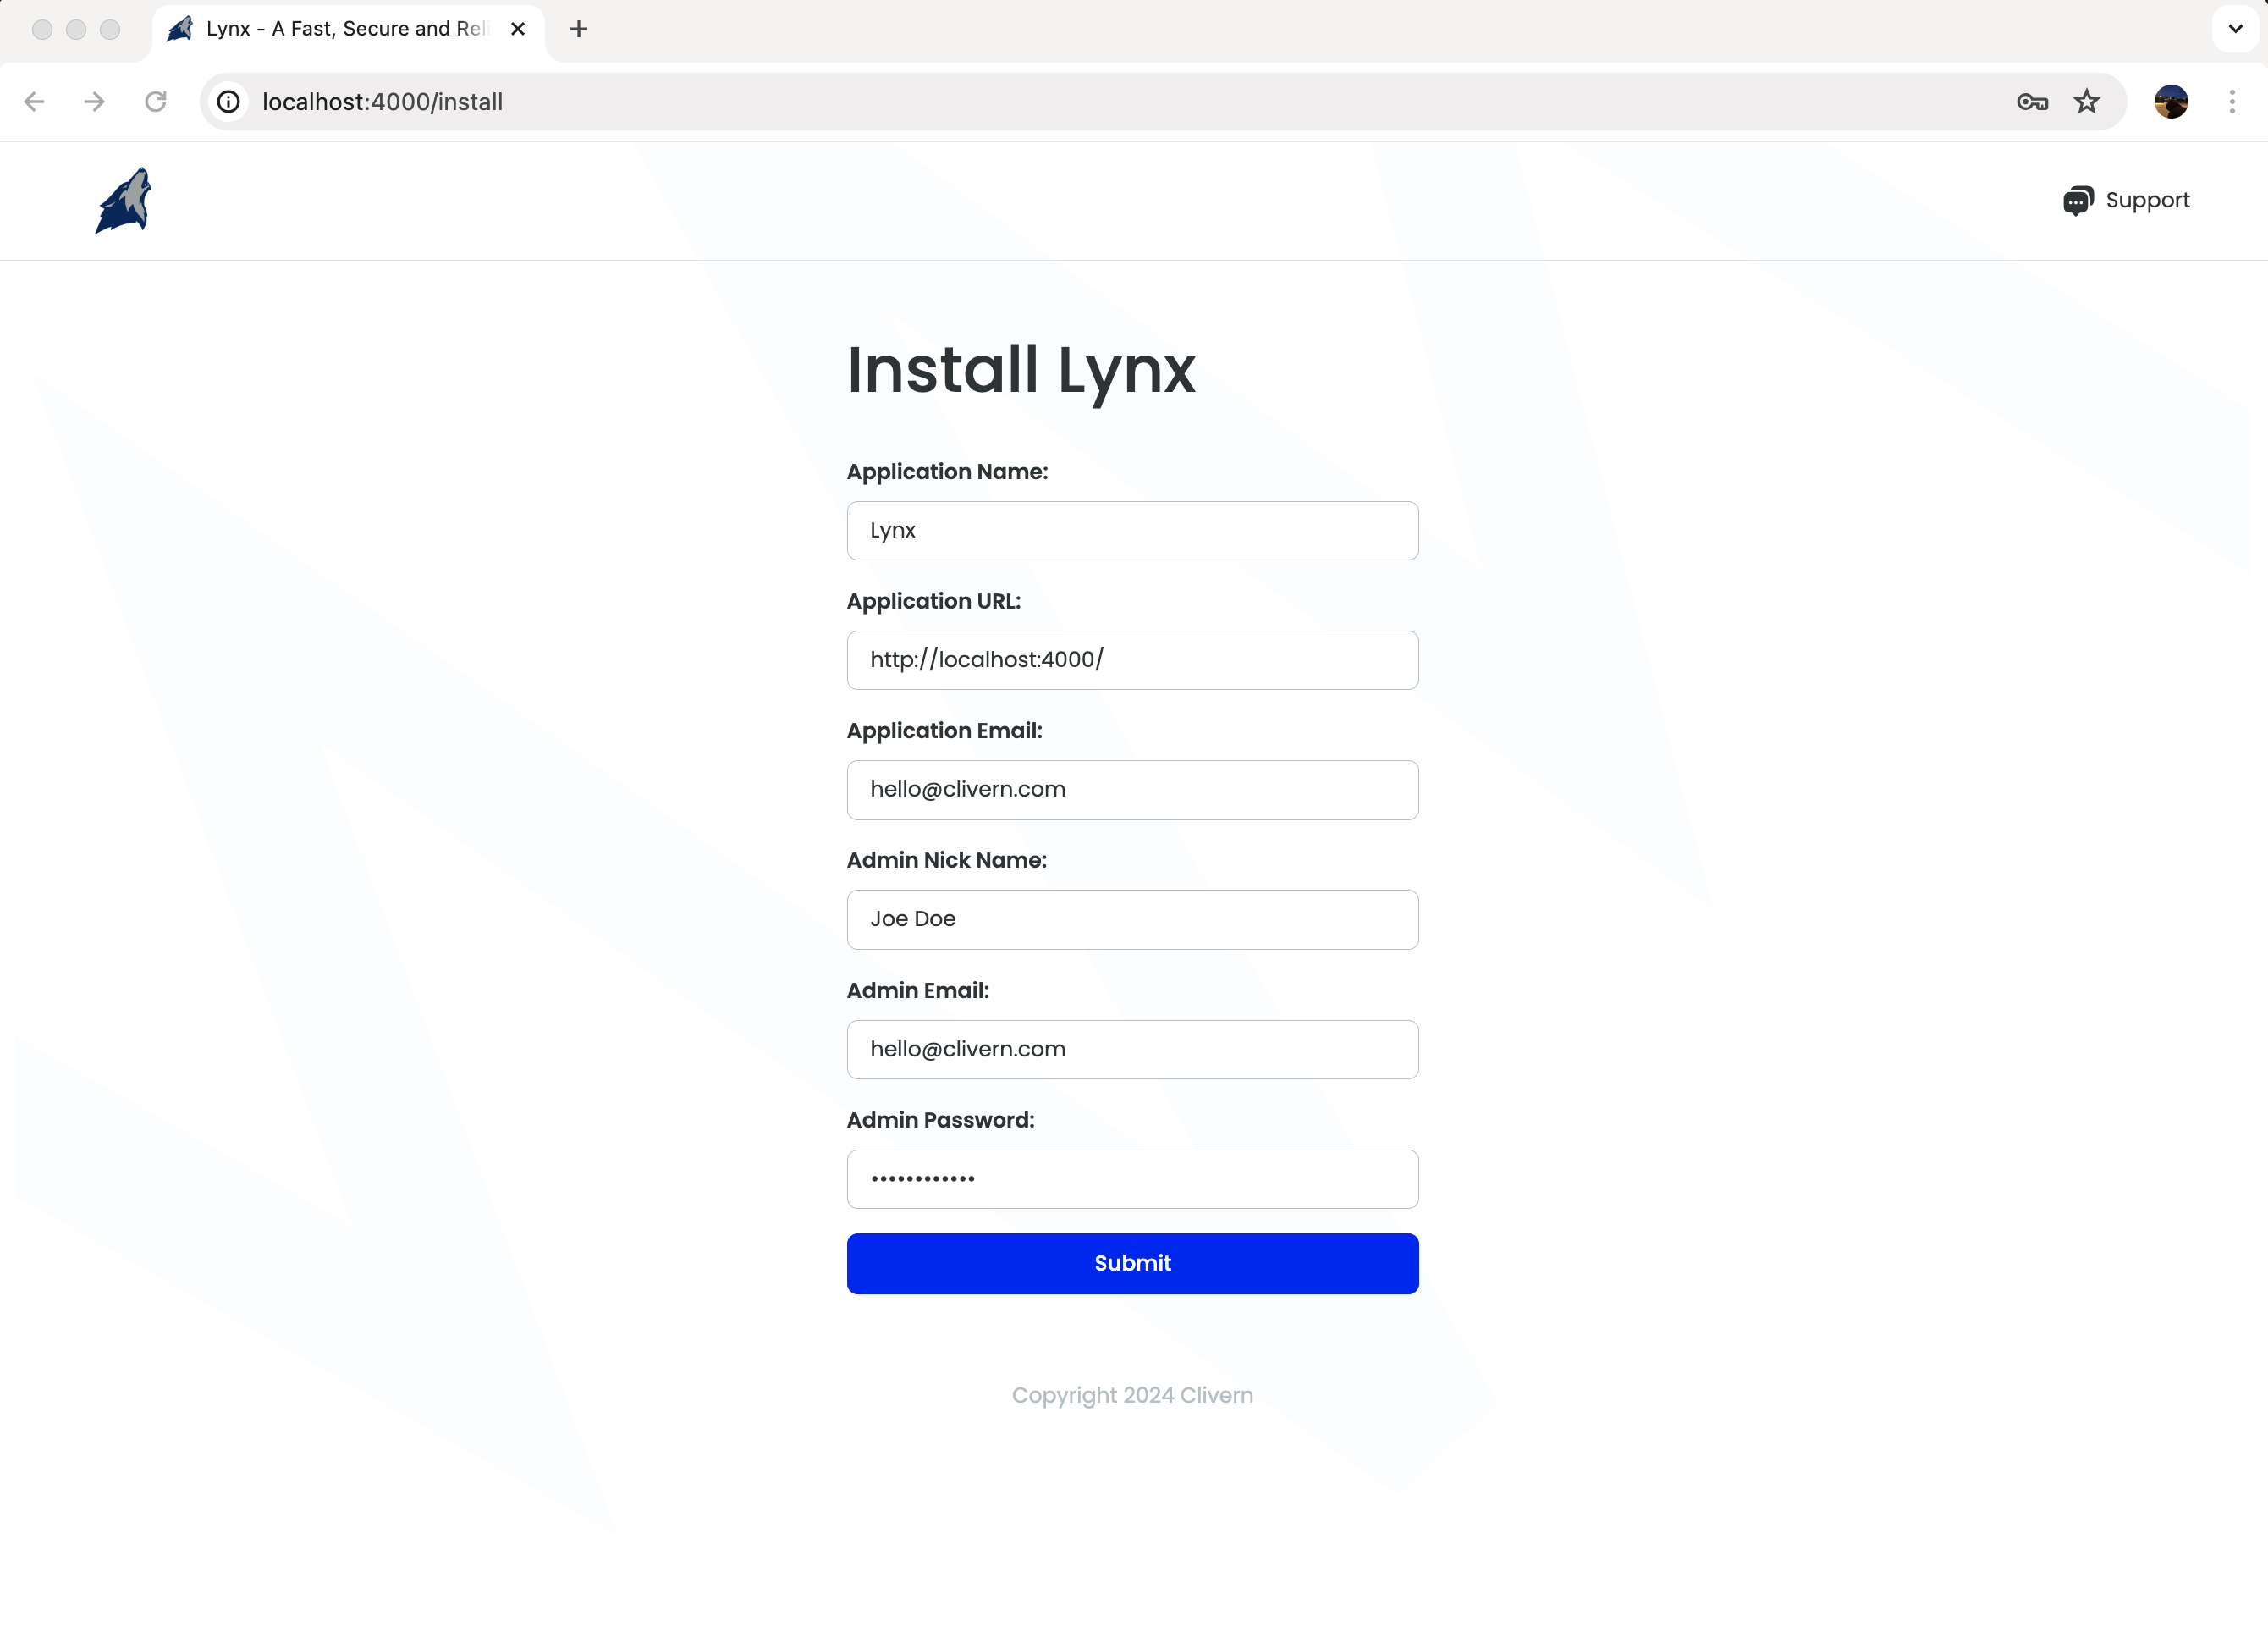 Lynx - A Fast, Secure and Reli
localhost:4000/install
Support
Install Lynx
Application Name:
Lynx
Application URL:
http://localhost:4000/
Application Email:
hello@clivern.com
Admin Nick Name:
Joe Doe
Admin Email:
hello@clivern.com
Admin Password:
••••••••••••
Submit
Copyright 2024 Clivern